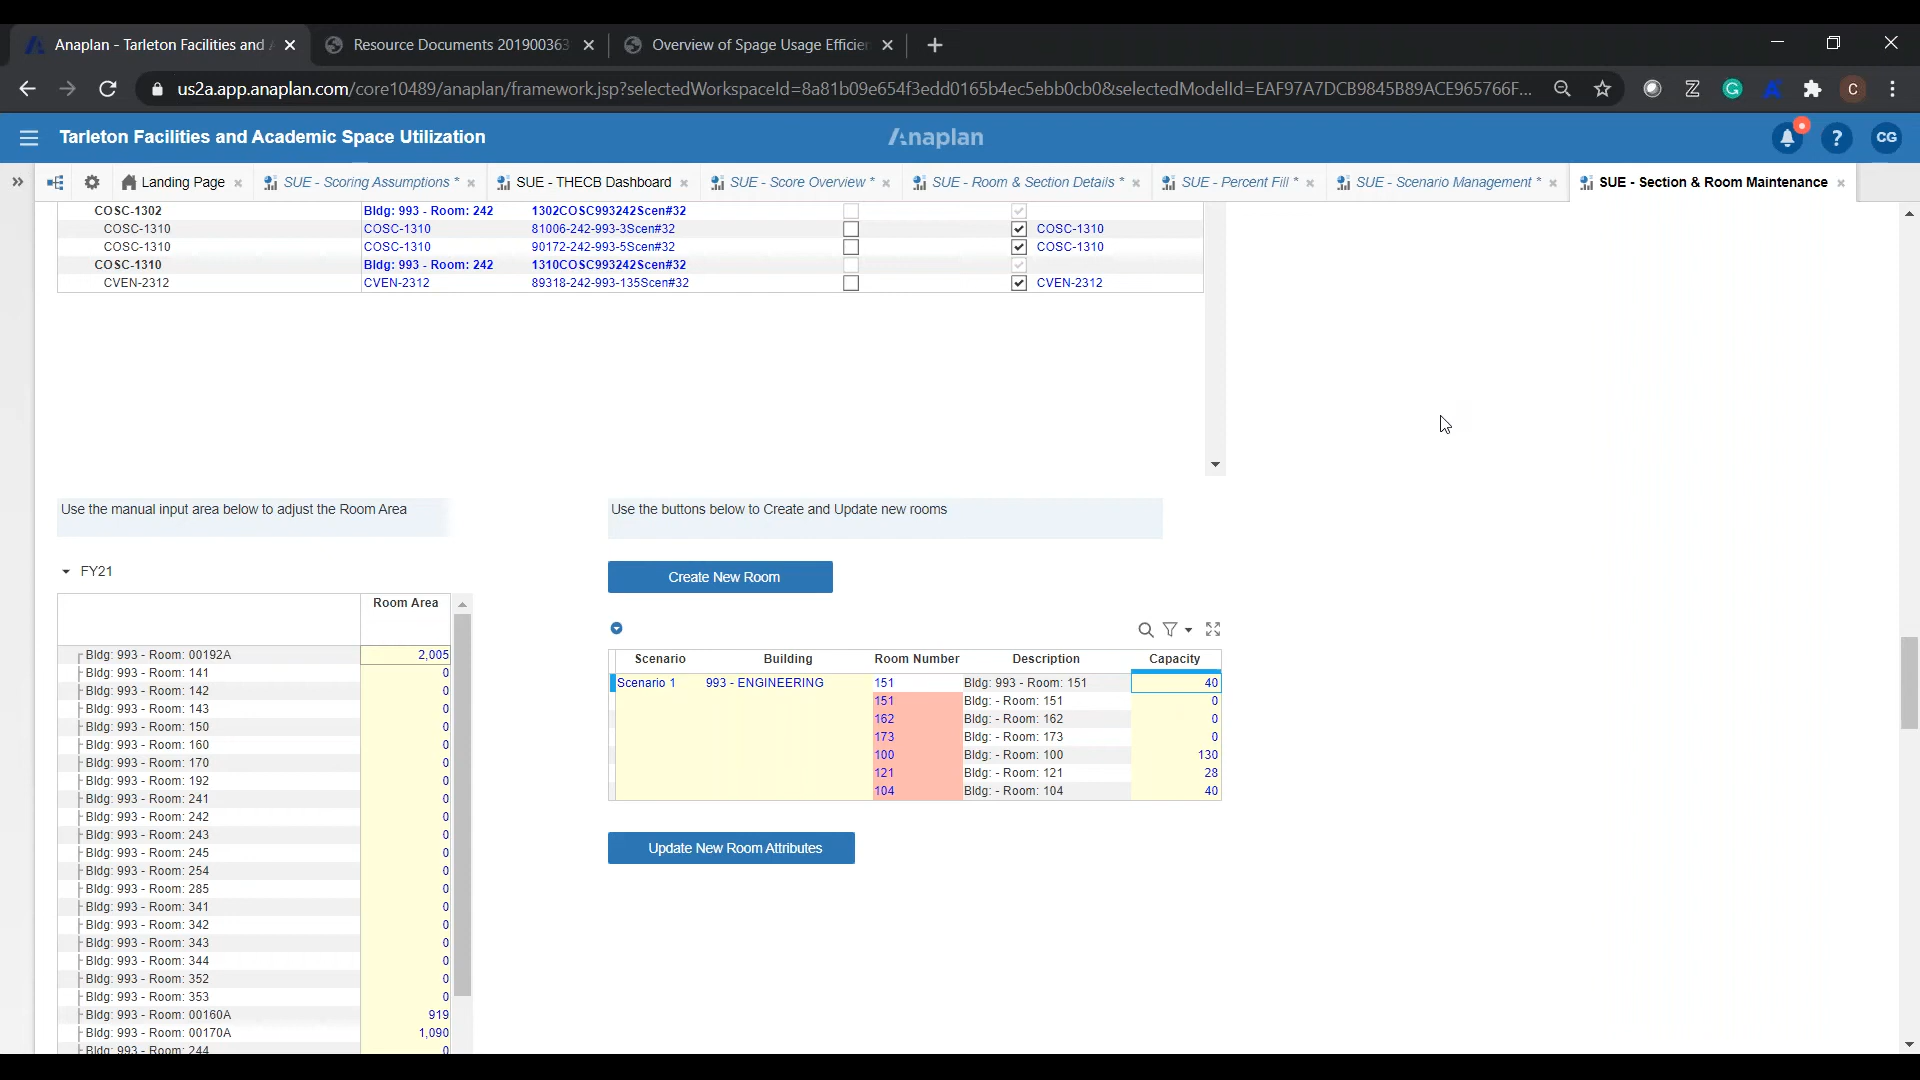 Anaplan - Tarleton Facilities and A
Resource Documents 201900363
Overview of Spage Usage Efficien
us2a.app.anaplan.com/core10489/anaplan/framework.jsp?selectedWorkspaceId=8a81b09e654f3edd0165b4ec5ebb0cb0&selectedModelId=EAF97A7DCB9845B89ACE965766F...
C
Tarleton Facilities and Academic Space Utilization
Anaplan
?
CG
Landing Page
SUE - Scoring Assumptions *
SUE - THECB Dashboard
SUE - Score Overview *
SUE - Room & Section Details *
SUE - Percent Fill *
SUE - Scenario Management *
SUE - Section & Room Maintenance
COSC-1302 Bldg: 993 - Room: 242 1302COSC993242Scen#32
COSC-1310 COSC-1310 81006-242-993-3Scen#32 COSC-1310
COSC-1310 COSC-1310 90172-242-993-5Scen#32 COSC-1310
COSC-1310 Bldg: 993 - Room: 242 1310COSC993242Scen#32
CVEN-2312 CVEN-2312 89318-242-993-135Scen#32 CVEN-2312
Use the manual input area below to adjust the Room Area
FY21
Room Area
Bldg: 993 - Room: 00192A 2,005
Bldg: 993 - Room: 141 0
Bldg: 993 - Room: 142 0
Bldg: 993 - Room: 143 0
Bldg: 993 - Room: 150 0
Bldg: 993 - Room: 160 0
Bldg: 993 - Room: 170 0
Bldg: 993 - Room: 192 0
Bldg: 993 - Room: 241 0
Bldg: 993 - Room: 242 0
Bldg: 993 - Room: 243 0
Bldg: 993 - Room: 245 0
Bldg: 993 - Room: 254 0
Bldg: 993 - Room: 285 0
Bldg: 993 - Room: 341 0
Bldg: 993 - Room: 342 0
Bldg: 993 - Room: 343 0
Bldg: 993 - Room: 344 0
Bldg: 993 - Room: 352 0
Bldg: 993 - Room: 353 0
Bldg: 993 - Room: 00160A 919
Bldg: 993 - Room: 00170A 1,090
Bldg: 993 - Room: 244 0
Use the buttons below to Create and Update new rooms
Create New Room
Scenario Building Room Number Description Capacity
Scenario 1 993 - ENGINEERING 151 Bldg: 993 - Room: 151 40
151 Bldg: - Room: 151 0
162 Bldg: - Room: 162 0
173 Bldg: - Room: 173 0
100 Bldg: - Room: 100 130
121 Bldg: - Room: 121 28
104 Bldg: - Room: 104 40
Update New Room Attributes